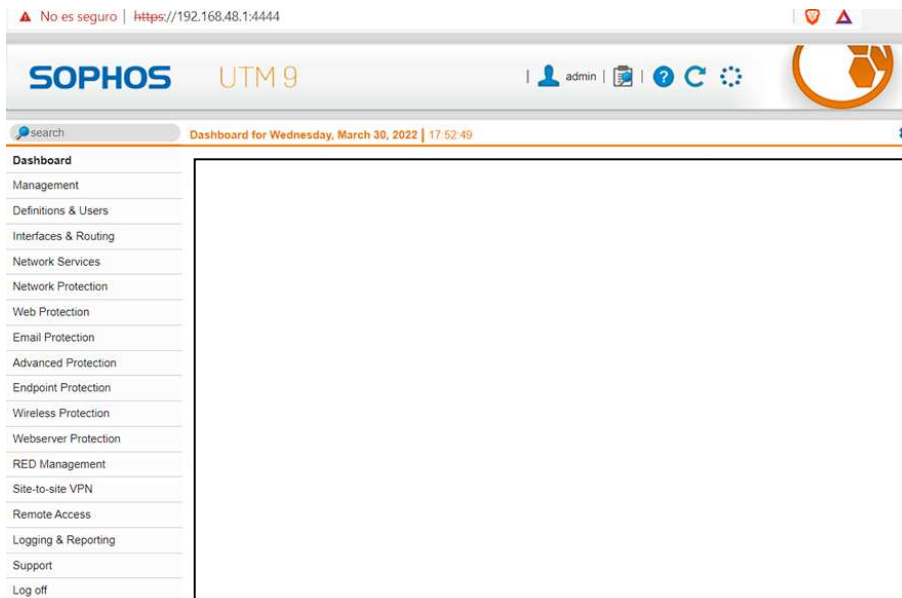 No es seguro | https://192.168.48.1:4444
SOPHOS UTM 9
| admin | | ?
search
Dashboard for Wednesday, March 30, 2022 | 17:52:49
Dashboard
Management
Definitions & Users
Interfaces & Routing
Network Services
Network Protection
Web Protection
Email Protection
Advanced Protection
Endpoint Protection
Wireless Protection
Webserver Protection
RED Management
Site-to-site VPN
Remote Access
Logging & Reporting
Support
Log off